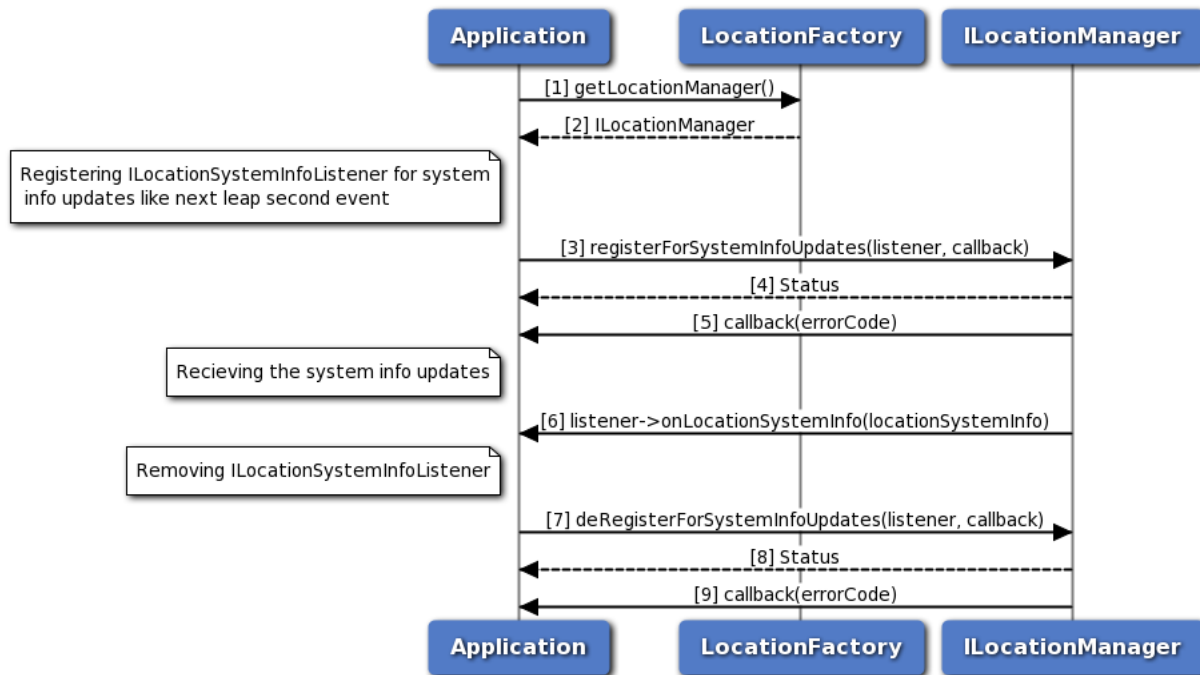 Application
LocationFactory
ILocationManager
[1] getLocationManager()
[2] ILocationManager
Registering ILocationSystemInfoListener for system
info updates like next leap second event
[3] registerForSystemInfoUpdates(listener, callback)
[4] Status
[5] callback(errorCode)
Recieving the system info updates
[6] listener->onLocationSystemInfo(locationSystemInfo)
Removing ILocationSystemInfoListener
[7] deRegisterForSystemInfoUpdates(listener, callback)
[8] Status
[9] callback(errorCode)
Application
LocationFactory
ILocationManager